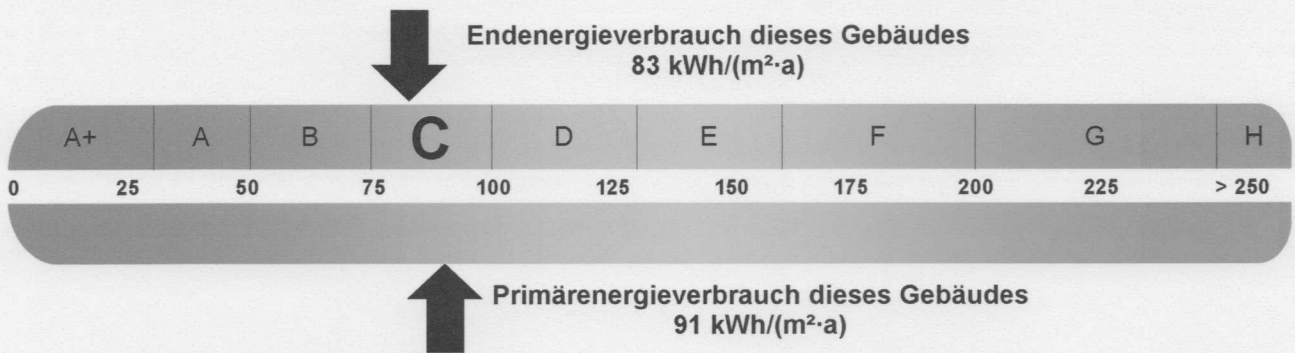 Endenergieverbrauch dieses Gebäudes
83 kWh/(m²·a)
A+ A B C D E F G H
0 25 50 75 100 125 150 175 200 225 > 250
Primärenergieverbrauch dieses Gebäudes
91 kWh/(m²·a)